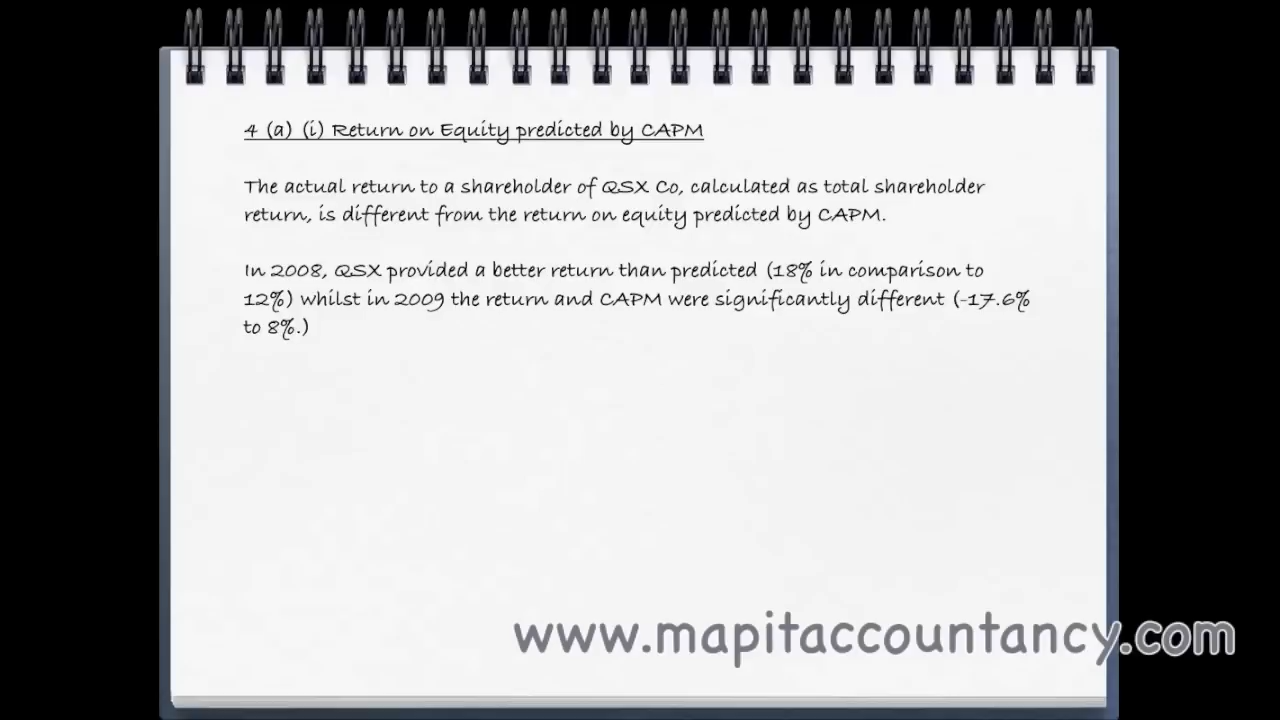 4 (a) (i) Return on Equity predicted by CAPM
The actual return to a shareholder of QSX Co, calculated as total shareholder
return, is different from the return on equity predicted by CAPM.
In 2008, QSX provided a better return than predicted (18% in comparison to
12%) whilst in 2009 the return and CAPM were significantly different (-17.6%
to 8%.)
www.mapitaccountancy.com